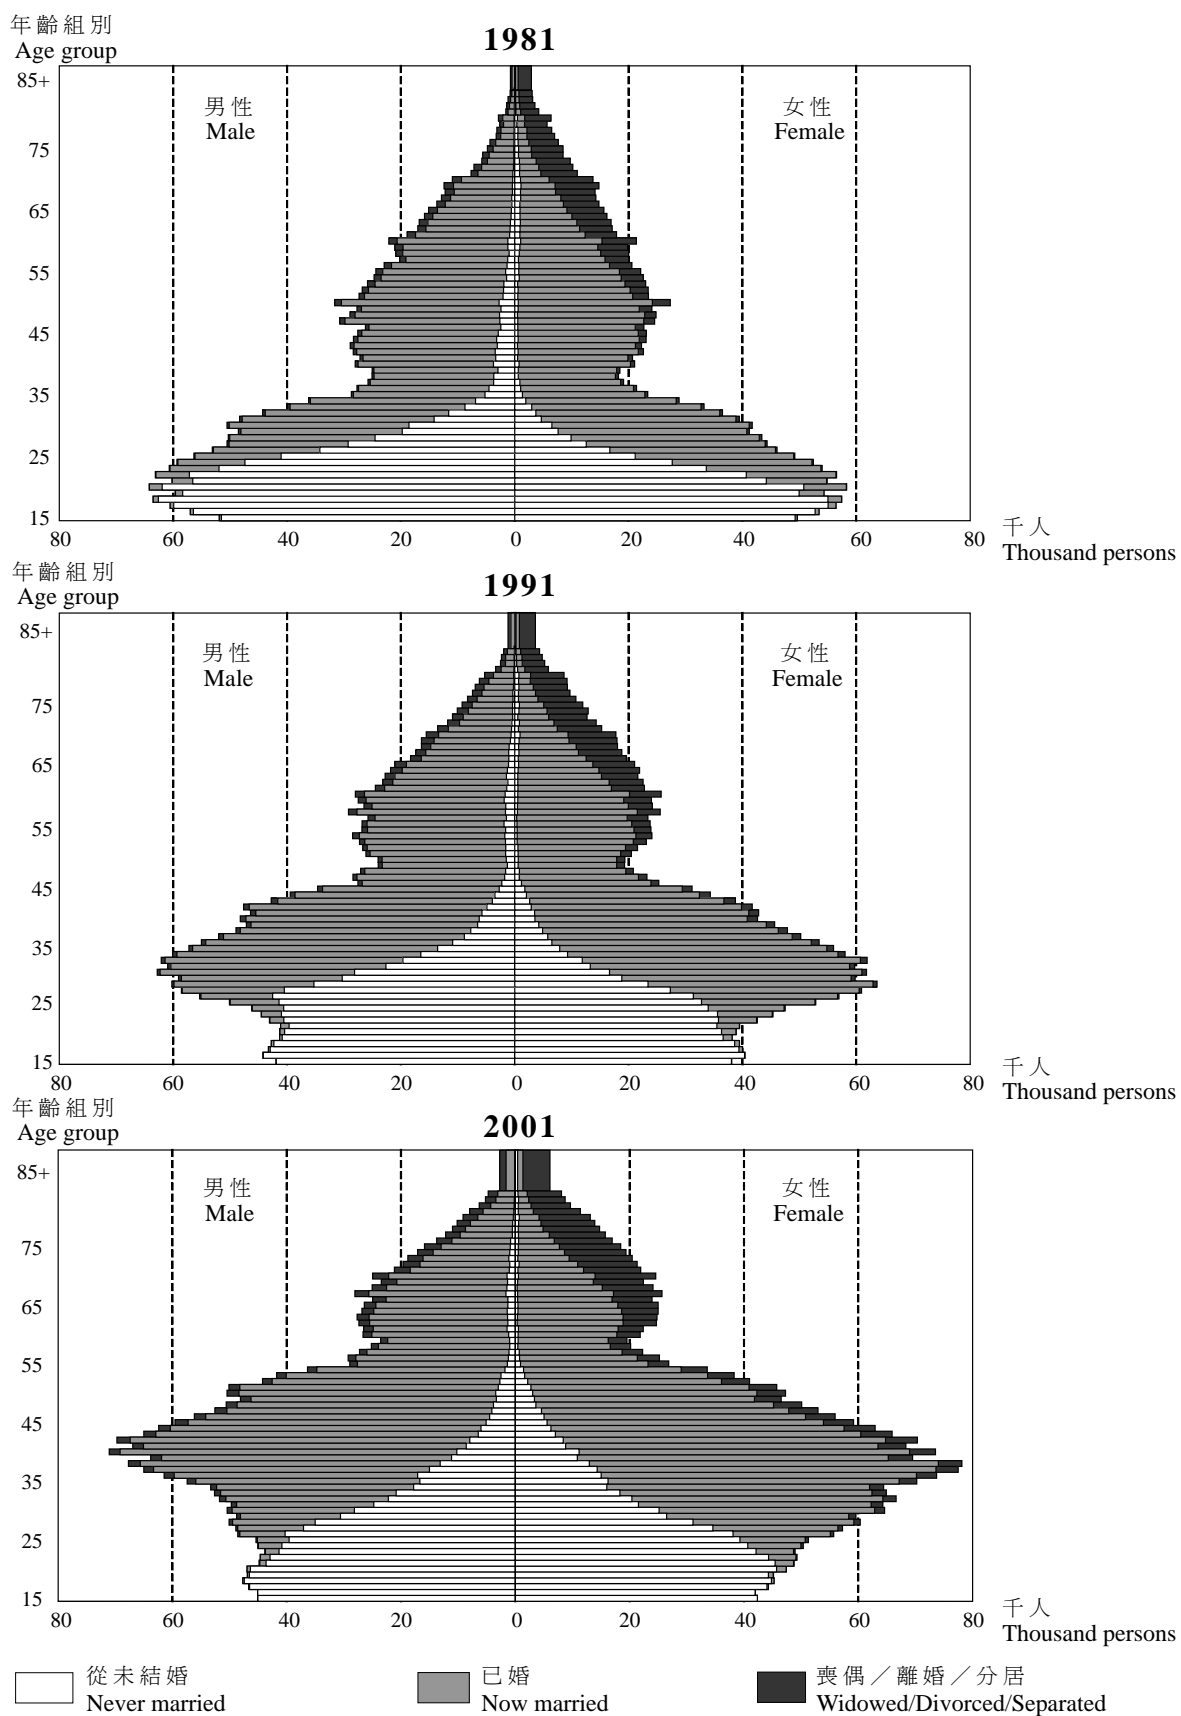 年齡組別
Age group
1981
85+
男性
Male
女性
Female
75
65
55
45
35
25
15
80 60 40 20 0 20 40 60 80
千人
Thousand persons
年齡組別
Age group
1991
85+
男性
Male
女性
Female
75
65
55
45
35
25
15
80 60 40 20 0 20 40 60 80
千人
Thousand persons
年齡組別
Age group
2001
85+
男性
Male
女性
Female
75
65
55
45
35
25
15
80 60 40 20 0 20 40 60 80
千人
Thousand persons
從未結婚
Never married
已婚
Now married
喪偶／離婚／分居
Widowed/Divorced/Separated